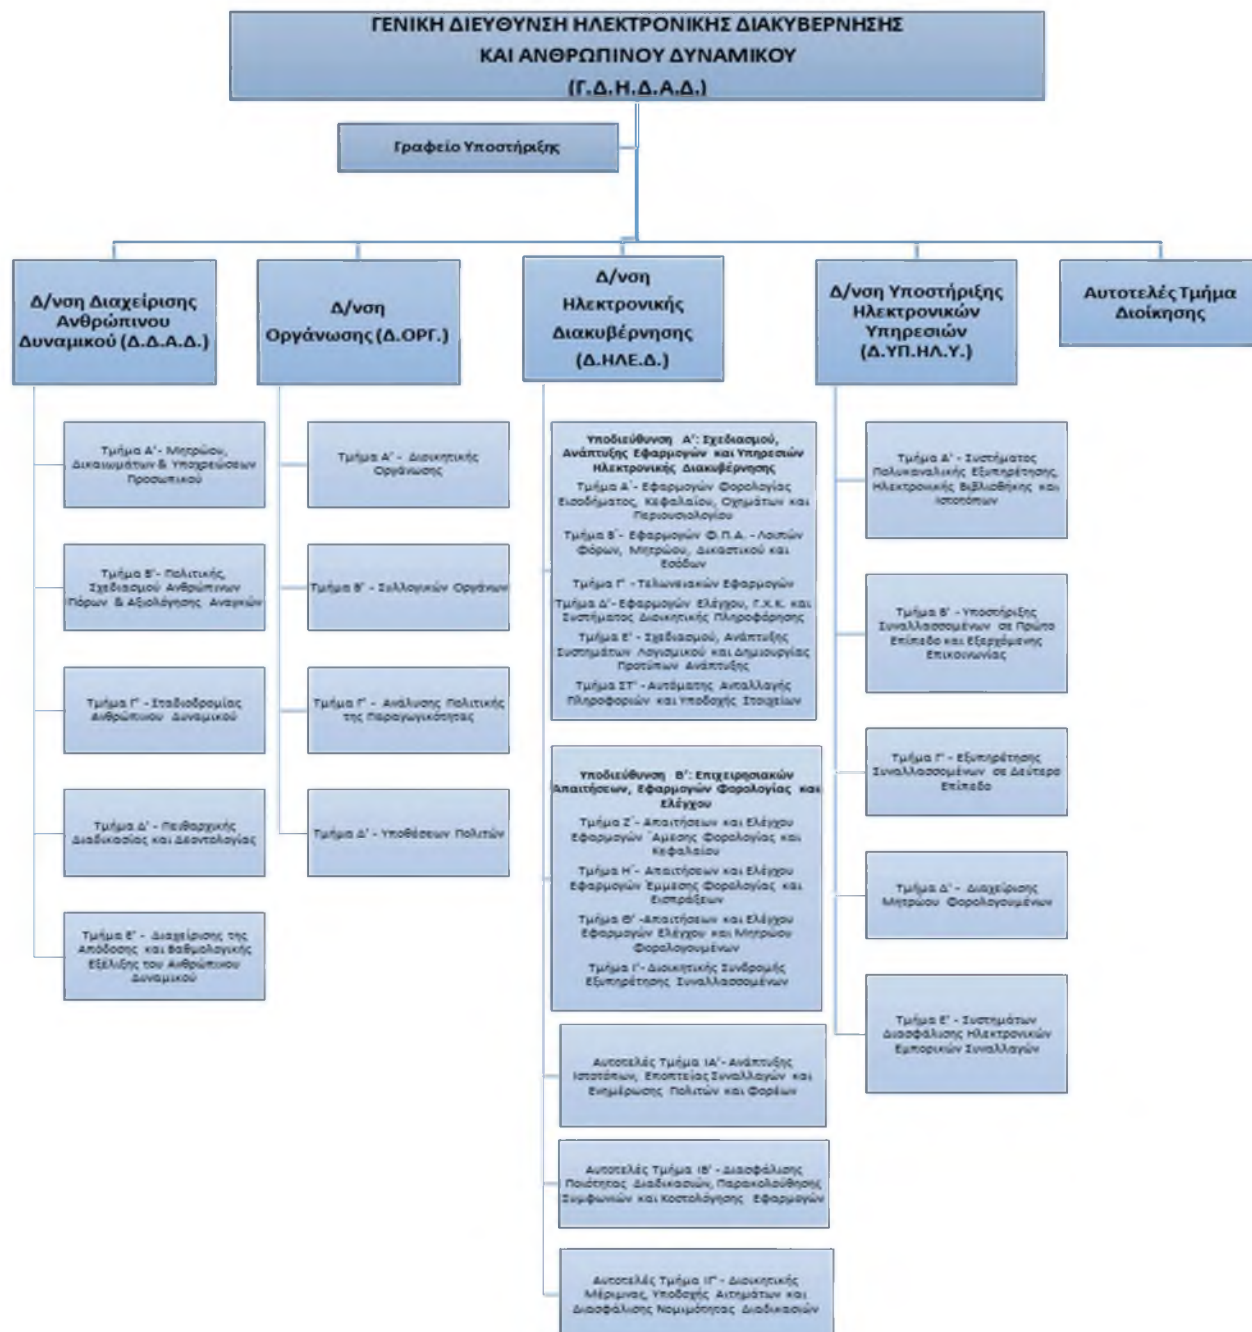 ΓΕΝΙΚΗ ΔΙΕΥΘΥΝΣΗ ΗΛΕΚΤΡΟΝΙΚΗΣ ΔΙΑΚΥΒΕΡΝΗΣΗΣ
ΚΑΙ ΑΝΘΡΩΠΙΝΟΥ ΔΥΝΑΜΙΚΟΥ
(Γ.Δ.Η.Δ.Α.Δ.)
Γραφείο Υποστήριξης
Δ/νση Διαχείρισης
Ανθρώπινου
Δυναμικού (Δ.Δ.Α.Δ.)
Τμήμα Α' - Μητρώου,
Δικαιωμάτων & Υποχρεώσεων
Προσωπικού
Τμήμα Β' - Πολιτικής,
Σχεδιασμού Ανθρωπίνων
Πόρων & Αξιολόγησης Αναγκών
Τμήμα Γ' - Σταδιοδρομίας
Ανθρώπινου Δυναμικού
Τμήμα Δ' - Πειθαρχικής
Διαδικασίας και Δεοντολογίας
Τμήμα Ε' - Διαχείρισης της
Απόδοσης και Βαθμολογικής
Εξέλιξης του Ανθρώπινου
Δυναμικού
Δ/νση
Οργάνωσης (Δ.ΟΡΓ.)
Τμήμα Α' - Διοικητικής
Οργάνωσης
Τμήμα Β' - Συλλογικών Οργάνων
Τμήμα Γ' - Ανάλυσης Πολιτικής
της Παραγωγικότητας
Τμήμα Δ' - Υποθέσεων Πολιτών
Δ/νση
Ηλεκτρονικής
Διακυβέρνησης
(Δ.ΗΛΕ.Δ.)
Υποδιεύθυνση Α': Σχεδιασμού,
Ανάπτυξης Εφαρμογών και Υπηρεσιών
Ηλεκτρονικής Διακυβέρνησης
Τμήμα Α΄- Εφαρμογών Φορολογίας
Εισοδήματος, Κεφαλαίου, Οχημάτων και
Περιουσιολογίου
Τμήμα Β΄- Εφαρμογών Φ.Π.Α. - Λοιπών
Φόρων, Μητρώου, Δικαστικού και
Εσόδων
Τμήμα Γ' - Τελωνειακών Εφαρμογών
Τμήμα Δ' - Εφαρμογών Ελέγχου, Γ.Χ.Κ. και
Συστήματος Διοικητικής Πληροφόρησης
Τμήμα Ε' - Σχεδιασμού, Ανάπτυξης
Συστημάτων Λογισμικού και Δημιουργίας
Προτύπων Ανάπτυξης
Τμήμα ΣΤ' - Αυτόματης Ανταλλαγής
Πληροφοριών και Υποδοχής Στοιχείων
Υποδιεύθυνση Β': Επιχειρησιακών
Απαιτήσεων, Εφαρμογών Φορολογίας και
Ελέγχου
Τμήμα Ζ΄- Απαιτήσεων και Ελέγχου
Εφαρμογών Άμεσης Φορολογίας και
Κεφαλαίου
Τμήμα Η΄- Απαιτήσεων και Ελέγχου
Εφαρμογών Έμμεσης Φορολογίας και
Εισπράξεων
Τμήμα Θ' - Απαιτήσεων και Ελέγχου
Εφαρμογών Ελέγχου και Μητρώου
Φορολογουμένων
Τμήμα Ι' - Διοικητικής Συνδρομής
Εξυπηρέτησης Συναλλασσομένων
Αυτοτελές Τμήμα ΙΑ' - Ανάπτυξης
Ιστοτόπων, Εποπτείας Συναλλαγών και
Ενημέρωσης Πολιτών και Φορέων
Αυτοτελές Τμήμα ΙΒ' - Διασφάλισης
Ποιότητας Διαδικασιών, Παρακολούθησης
Συμφωνιών και Κοστολόγησης Εφαρμογών
Αυτοτελές Τμήμα ΙΓ' - Διοικητικής
Μέριμνας, Υποδοχής Αιτημάτων και
Διασφάλισης Νομιμότητας Διαδικασιών
Δ/νση Υποστήριξης
Ηλεκτρονικών
Υπηρεσιών
(Δ.ΥΠ.ΗΛ.Υ.)
Τμήμα Α' - Συστήματος
Πολυκαναλικής Εξυπηρέτησης,
Ηλεκτρονικής Βιβλιοθήκης και
Ιστοτόπων
Τμήμα Β' - Υποστήριξης
Συναλλασσομένων σε Πρώτο
Επίπεδο και Εξερχόμενης
Επικοινωνίας
Τμήμα Γ' - Εξυπηρέτησης
Συναλλασσομένων σε Δεύτερο
Επίπεδο
Τμήμα Δ' - Διαχείρισης
Μητρώου Φορολογουμένων
Τμήμα Ε' - Συστημάτων
Διασφάλισης Ηλεκτρονικών
Εμπορικών Συναλλαγών
Αυτοτελές Τμήμα
Διοίκησης